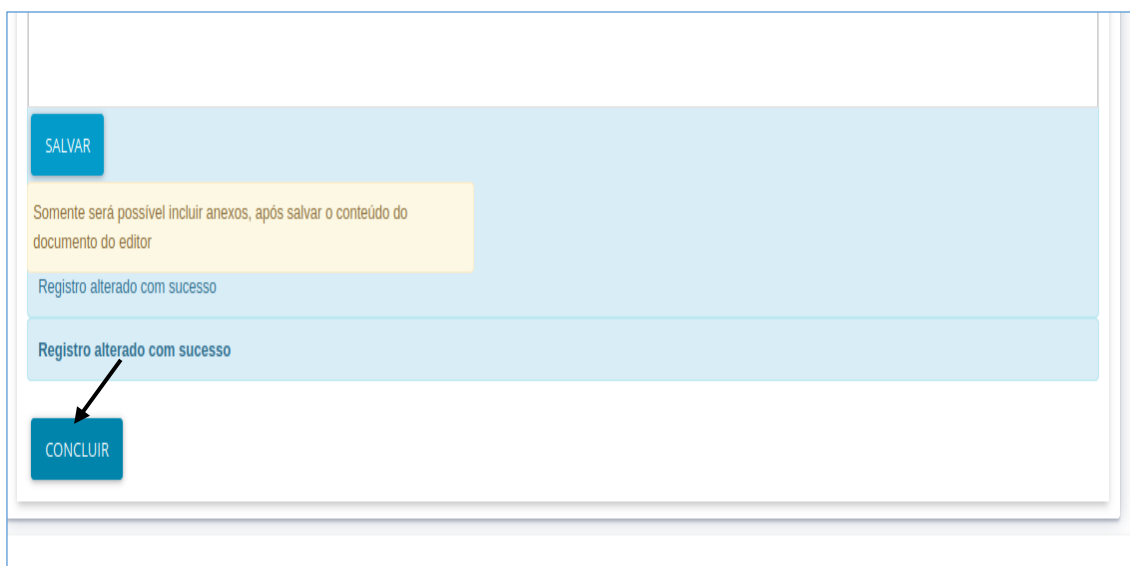 SALVAR
Somente será possível incluir anexos, após salvar o conteúdo do
documento do editor
Registro alterado com sucesso
Registro alterado com sucesso
CONCLUIR